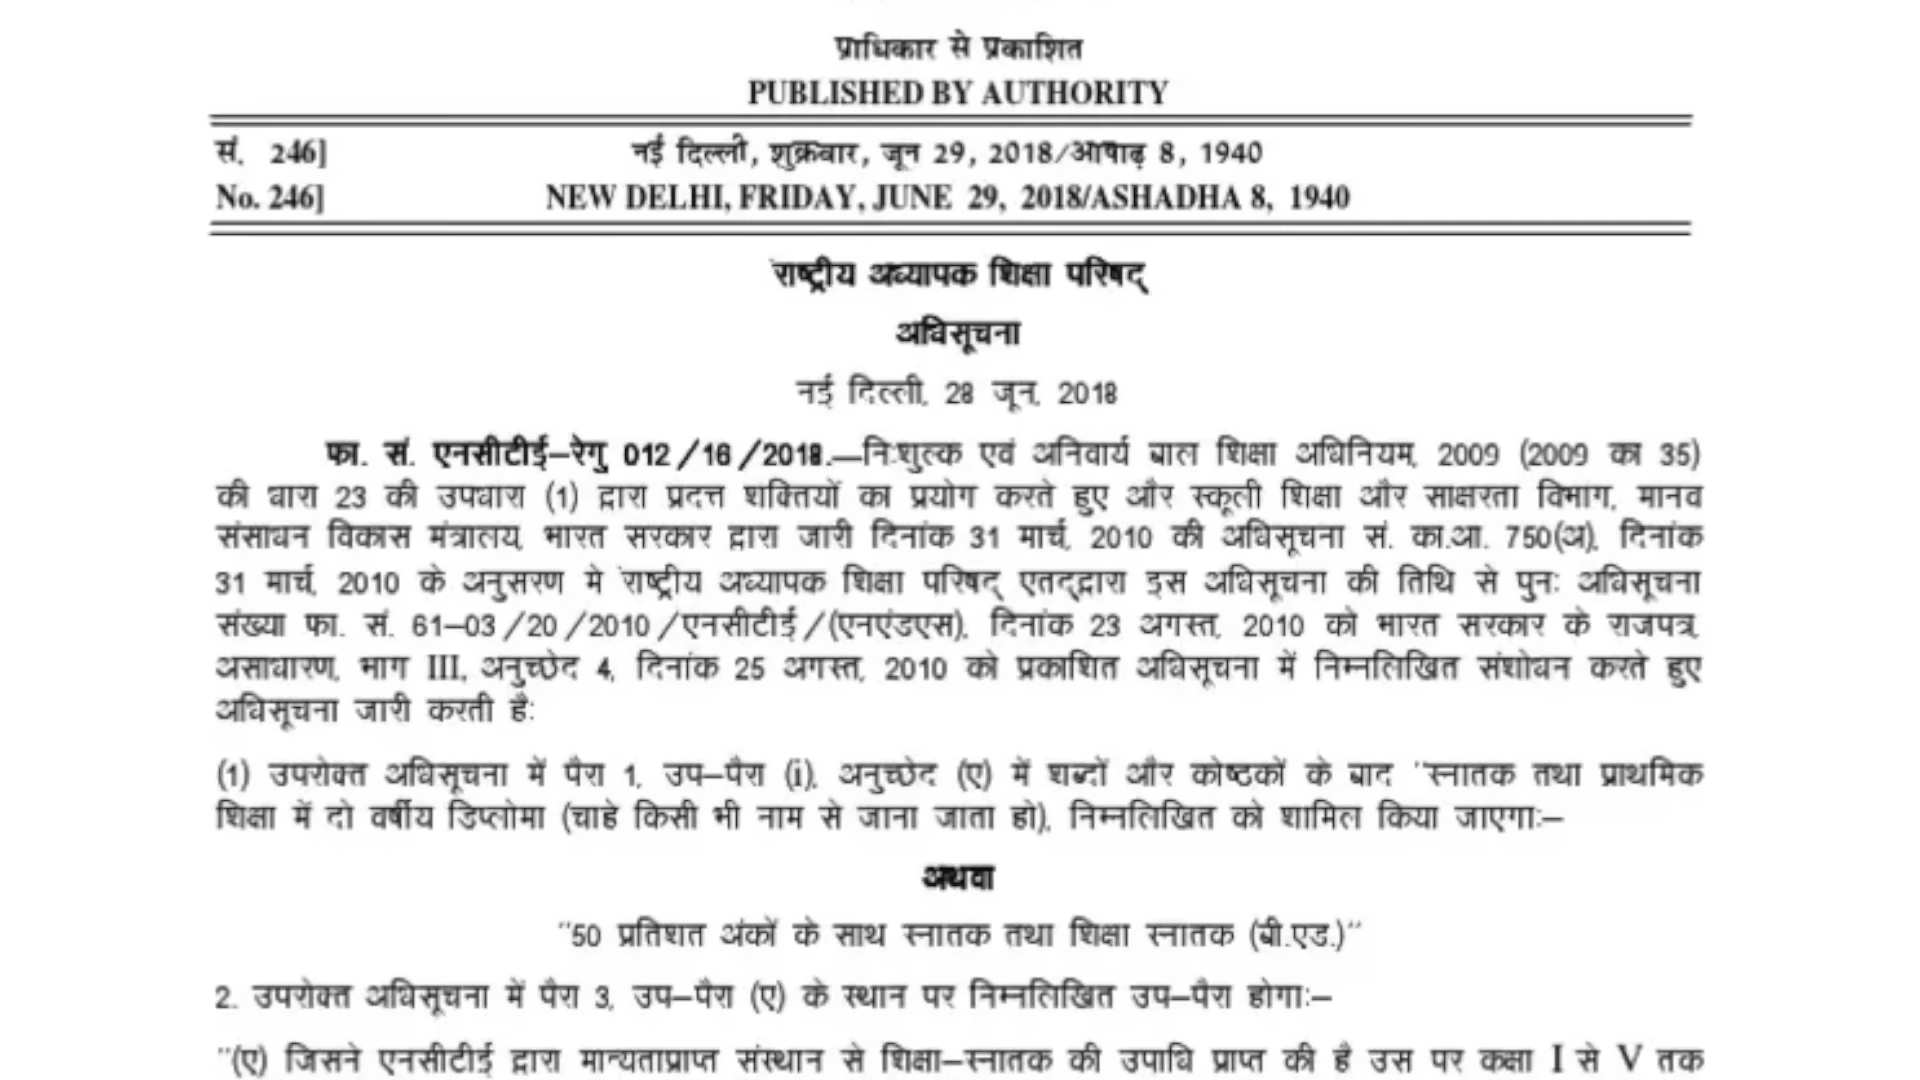 प्राधिकार से प्रकाशित
PUBLISHED BY AUTHORITY
सं. 246]
नई दिल्ली, शुक्रवार, जून 29, 2018/आषाढ़ 8, 1940
No. 246]
NEW DELHI, FRIDAY, JUNE 29, 2018/ASHADHA 8, 1940
राष्ट्रीय अध्यापक शिक्षा परिषद्
अधिसूचना
नई दिल्ली, 28 जून, 2018
फा. सं. एनसीटीई–रेगु 012/16/2018.—नि:शुल्क एवं अनिवार्य बाल शिक्षा अधिनियम, 2009 (2009 का 35)
की धारा 23 की उपधारा (1) द्वारा प्रदत्त शक्तियों का प्रयोग करते हुए और स्कूली शिक्षा और साक्षरता विभाग, मानव
संसाधन विकास मंत्रालय, भारत सरकार द्वारा जारी दिनांक 31 मार्च, 2010 की अधिसूचना सं. का.आ. 750(अ), दिनांक
31 मार्च, 2010 के अनुसरण मे राष्ट्रीय अध्यापक शिक्षा परिषद् एतद्द्वारा इस अधिसूचना की तिथि से पुनः अधिसूचना
संख्या फा. सं. 61–03/20/2010/एनसीटीई/(एनएंडएस), दिनांक 23 अगस्त, 2010 को भारत सरकार के राजपत्र,
असाधारण, भाग III, अनुच्छेद 4, दिनांक 25 अगस्त, 2010 को प्रकाशित अधिसूचना में निम्नलिखित संशोधन करते हुए
अधिसूचना जारी करती हैः
(1) उपरोक्त अधिसूचना में पैरा 1, उप–पैरा (i), अनुच्छेद (ए) में शब्दों और कोष्टकों के बाद "स्नातक तथा प्राथमिक
शिक्षा में दो वर्षीय डिप्लोमा (चाहे किसी भी नाम से जाना जाता हो), निम्नलिखित को शामिल किया जाएगाः–
अथवा
"50 प्रतिशत अंकों के साथ स्नातक तथा शिक्षा स्नातक (बी.एड.)"
2. उपरोक्त अधिसूचना में पैरा 3, उप–पैरा (ए) के स्थान पर निम्नलिखित उप–पैरा होगाः–
"(ए) जिसने एनसीटीई द्वारा मान्यताप्राप्त संस्थान से शिक्षा–स्नातक की उपाधि प्राप्त की है उस पर कक्षा I से V तक